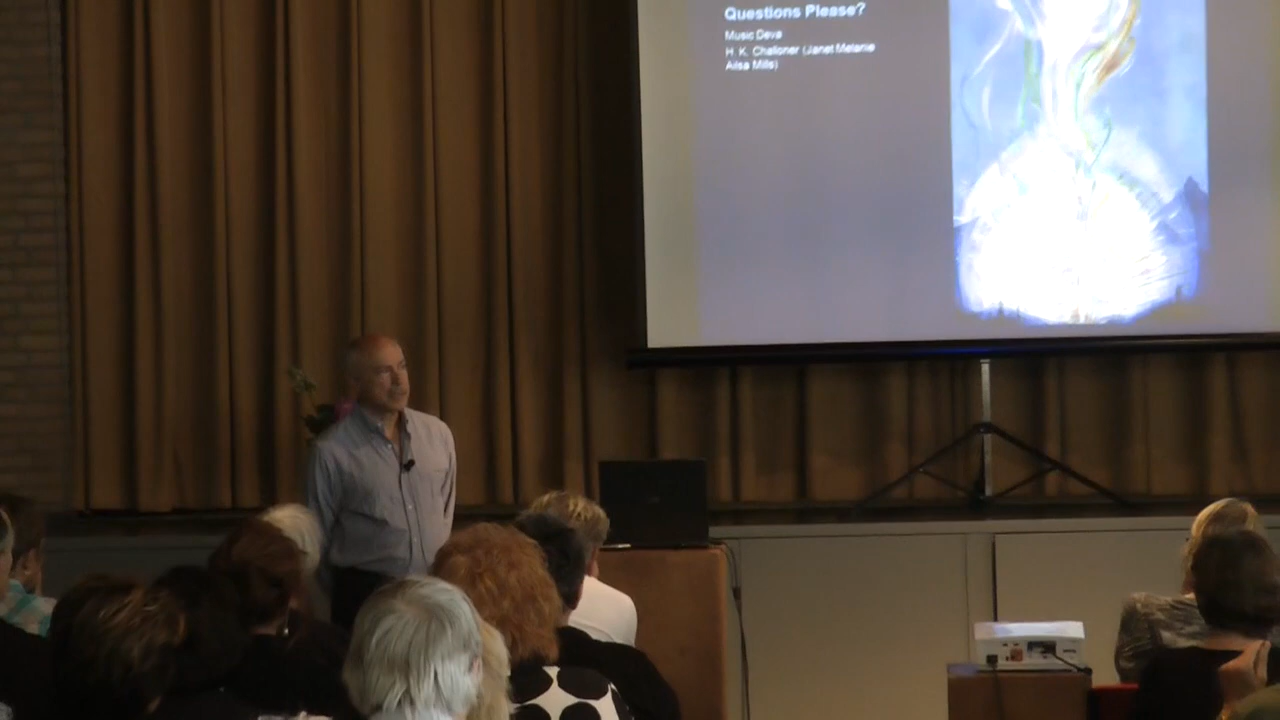 Questions Please?
Music Deva
H. K. Challoner (Janet Melanie
Ailsa Mills)